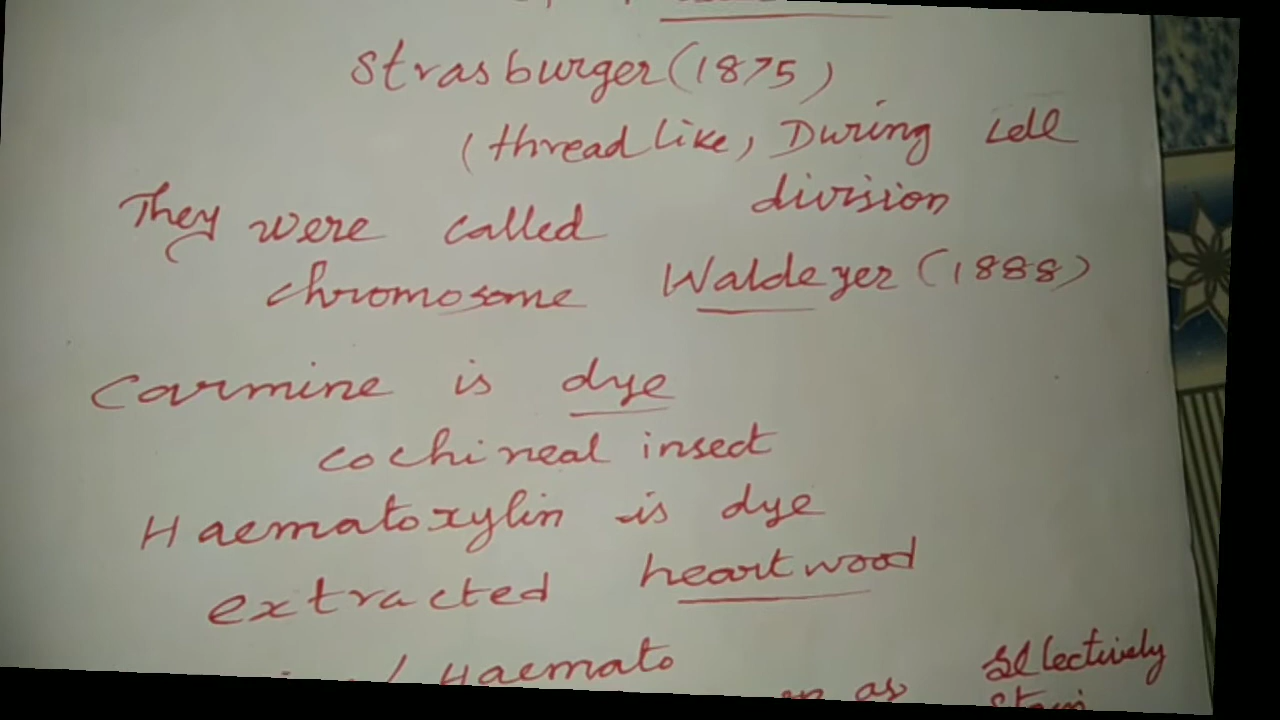 Strasburger (1875)
(thread like, During cell
division
They were called
chromosome Waldeyer (1888)
Carmine is dye
cochineal insect
Haematoxylin is dye
extracted heartwood
/ Haemato
selectively
as